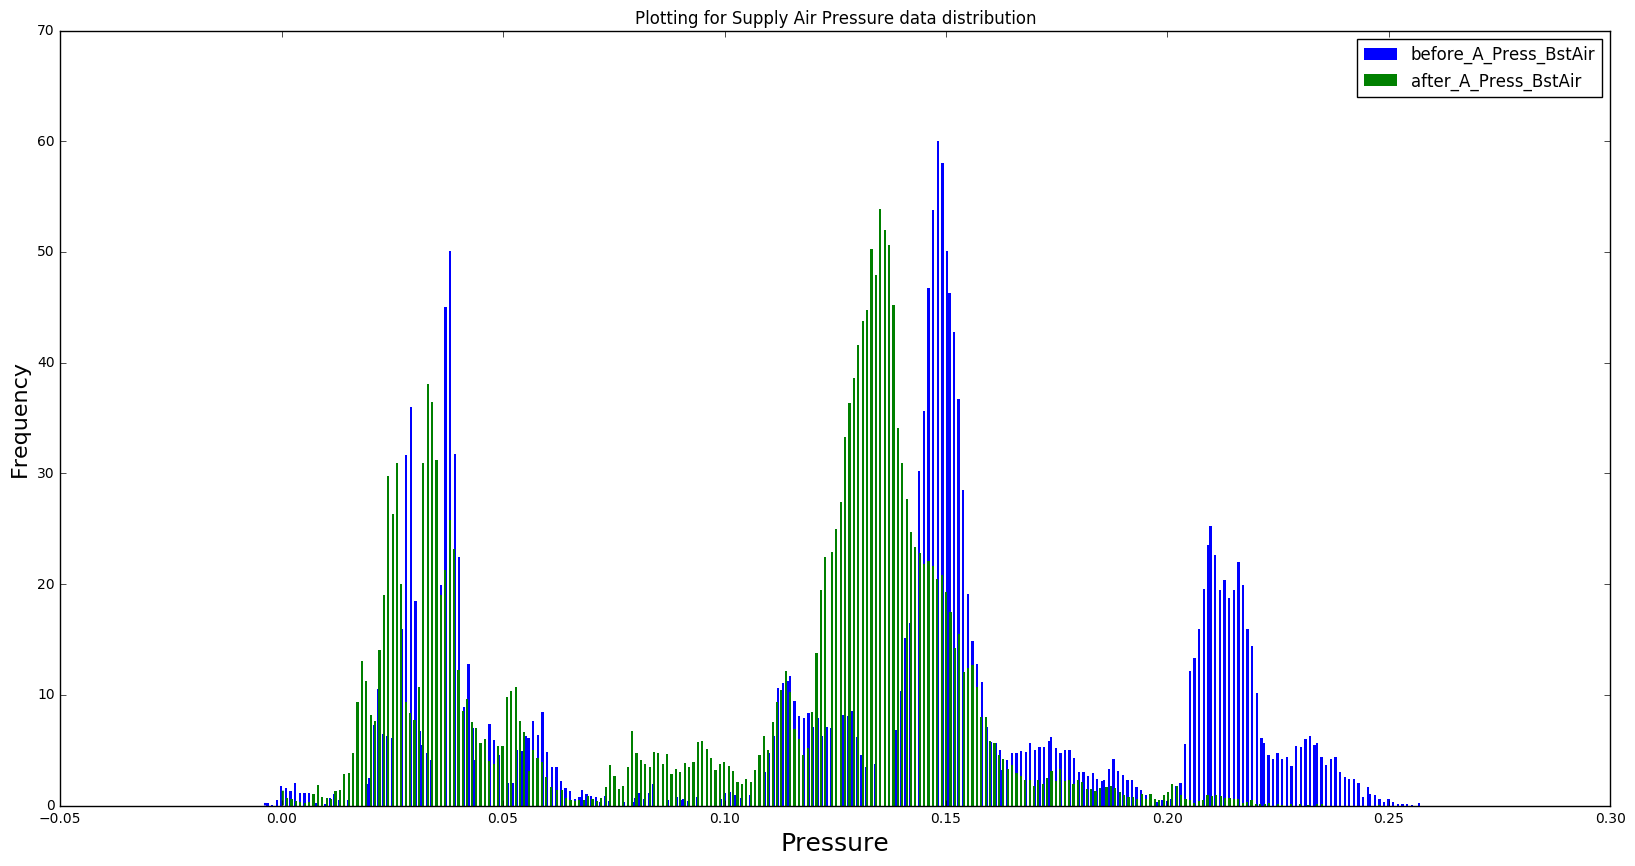 Plotting for Supply Air Pressure data distribution
before_A_Press_BstAir
after_A_Press_BstAir
70
60
50
40
30
20
10
0
Frequency
−0.05 0.00 0.05 0.10 0.15 0.20 0.25 0.30
Pressure